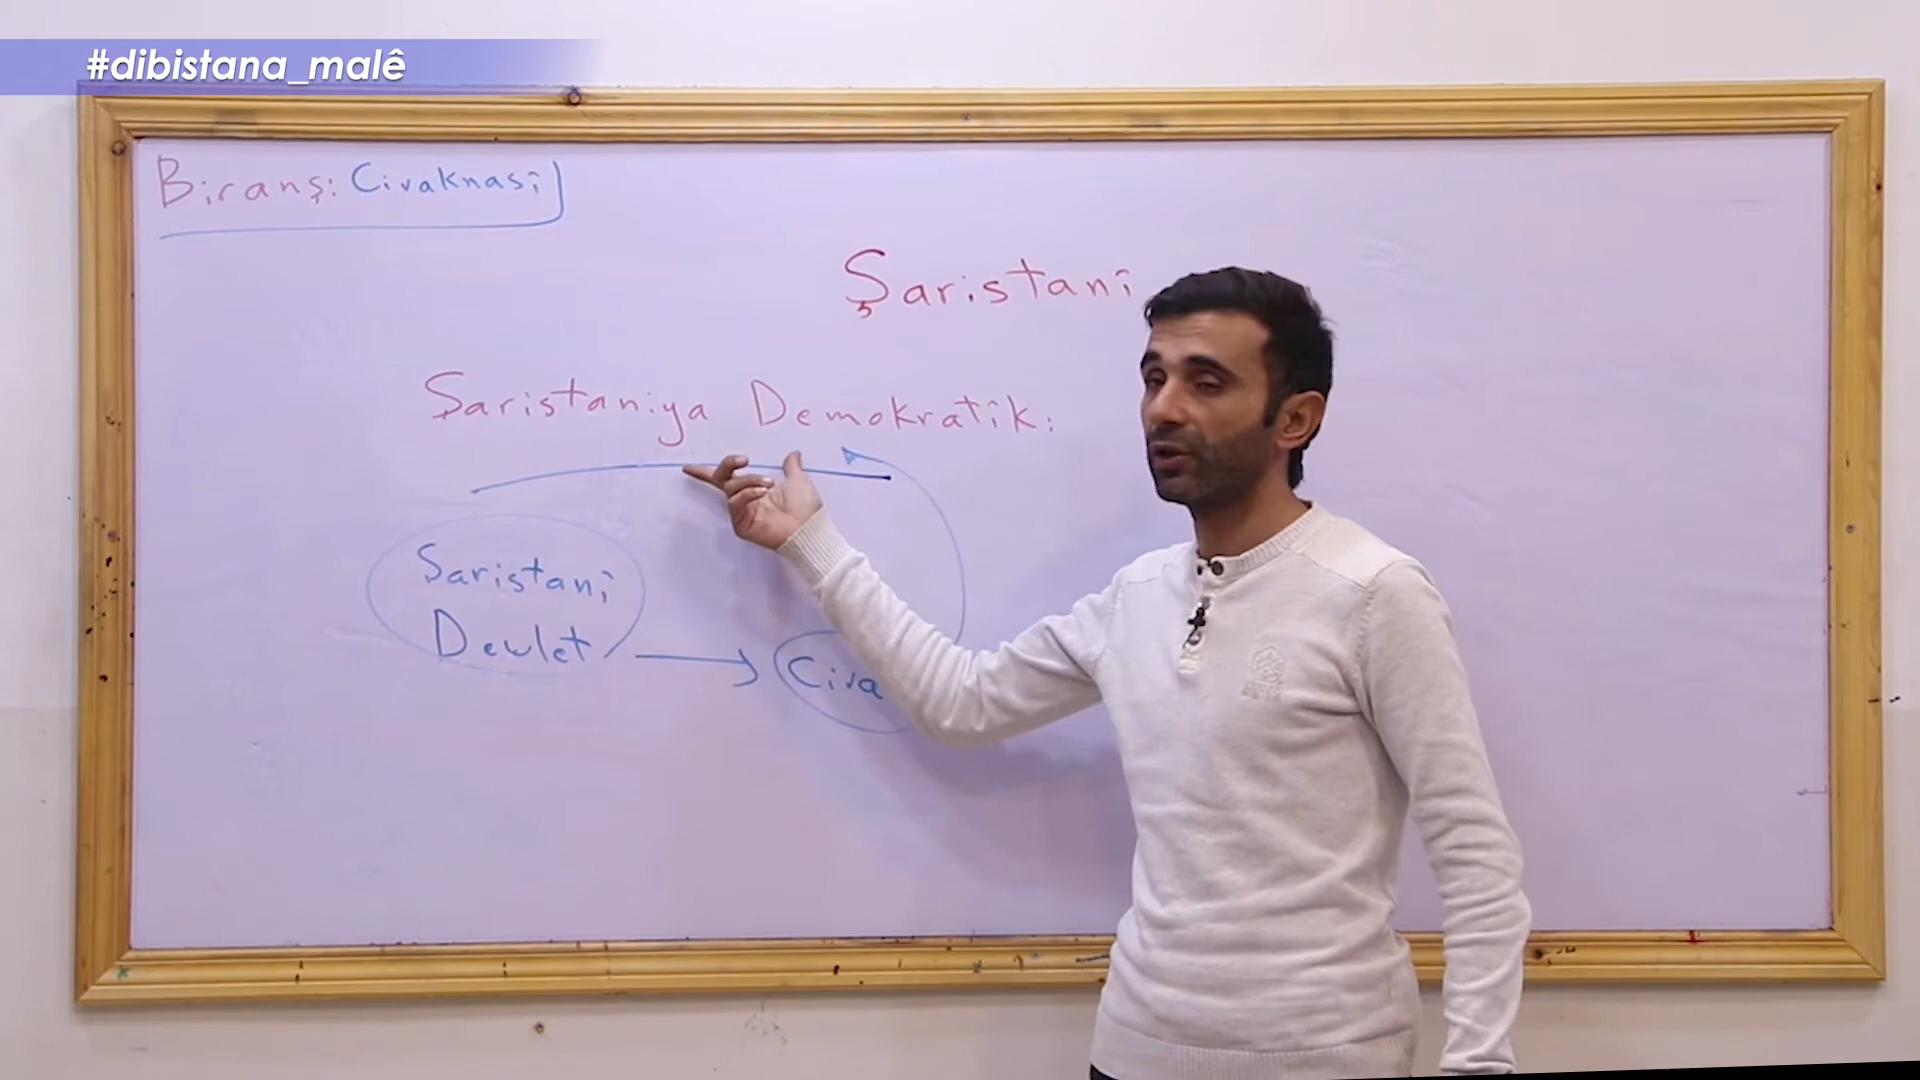 #dibistana_malê
Biranş: Civaknasî
Şaristanî
Şaristaniya Demokratîk:
Şaristanî
Dewlet
Civa